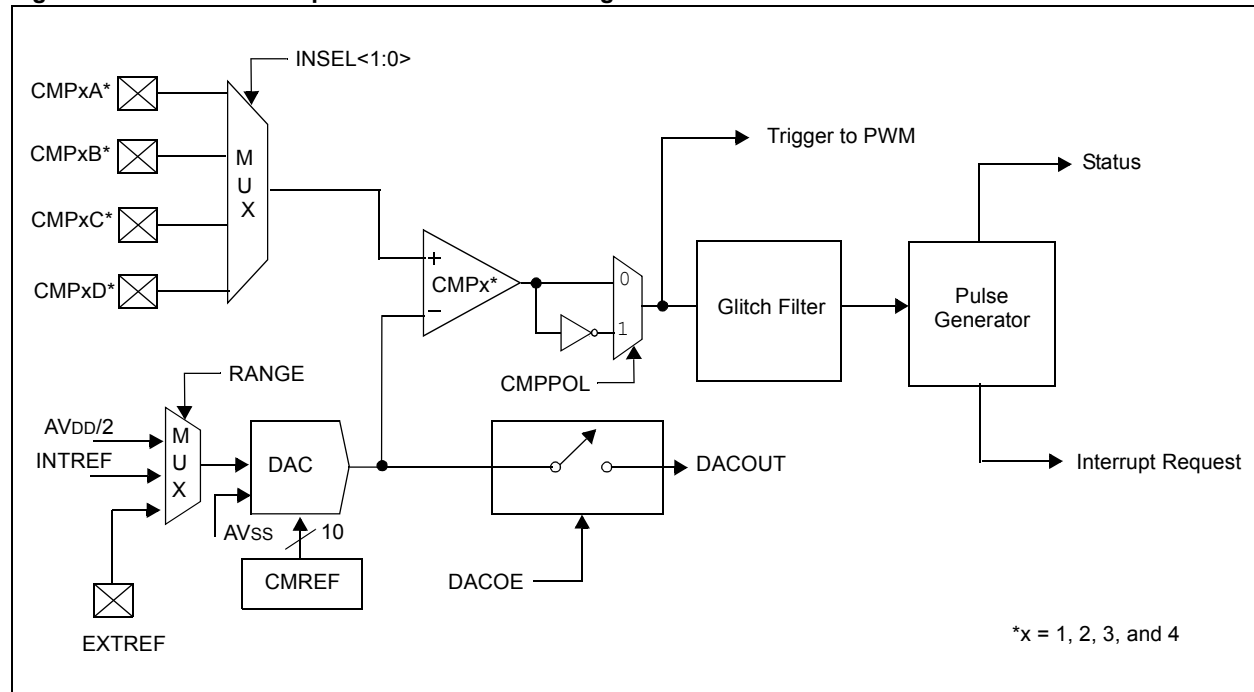 INSEL<1:0>
CMPxA*
CMPxB*
CMPxC*
CMPxD*
M
U
X
Trigger to PWM
Status
+
CMPx*
−
0
1
Glitch Filter
Pulse
Generator
CMPPOL
RANGE
AVDD/2
INTREF
M
U
X
DAC
DACOUT
Interrupt Request
AVSS
10
CMREF
DACOE
EXTREF
*x = 1, 2, 3, and 4